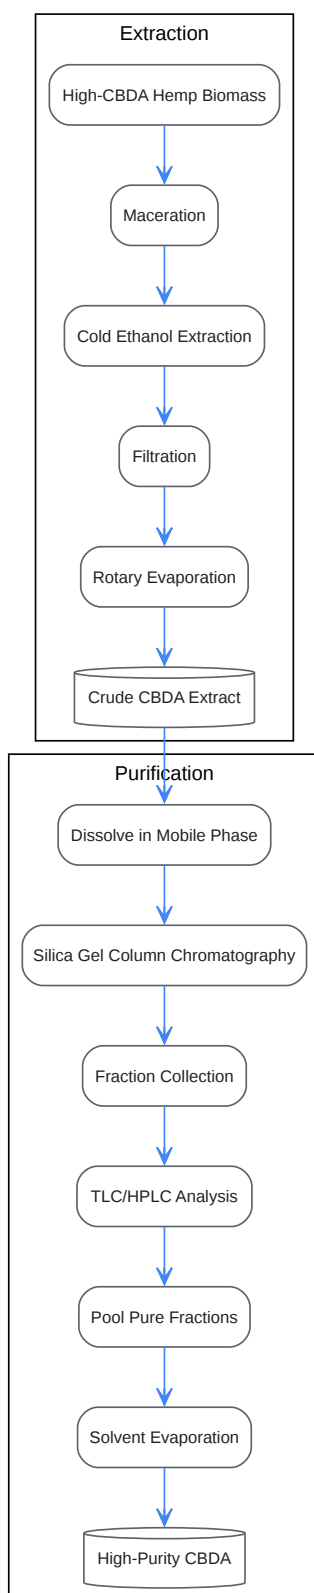 Extraction
High-CBDA Hemp Biomass
Maceration
Cold Ethanol Extraction
Filtration
Rotary Evaporation
Crude CBDA Extract
Purification
Dissolve in Mobile Phase
Silica Gel Column Chromatography
Fraction Collection
TLC/HPLC Analysis
Pool Pure Fractions
Solvent Evaporation
High-Purity CBDA